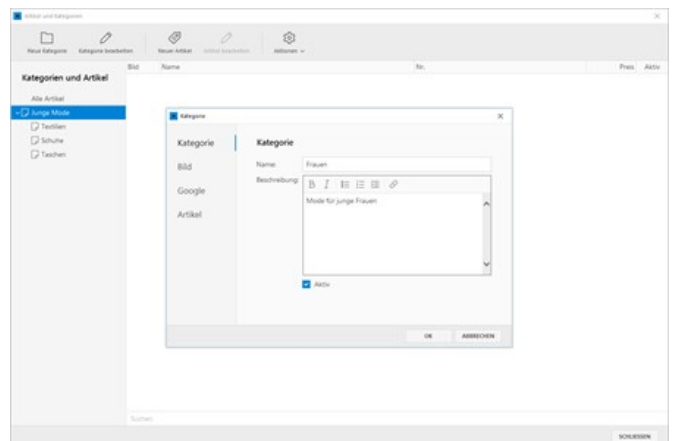 Artikel und Kategorien
Neue Kategorie
Kategorie bearbeiten
Neuer Artikel
Artikel bearbeiten
Aktionen
Kategorien und Artikel
Bild
Name
Nr.
Preis
Aktiv
Alle Artikel
Junge Mode
Textilien
Schuhe
Taschen
Kategorie
Kategorie
Bild
Google
Artikel
Kategorie
Name:
Frauen
Beschreibung:
B I
Mode für junge Frauen
Aktiv
OK
ABBRECHEN
Suchen
SCHLIESSEN